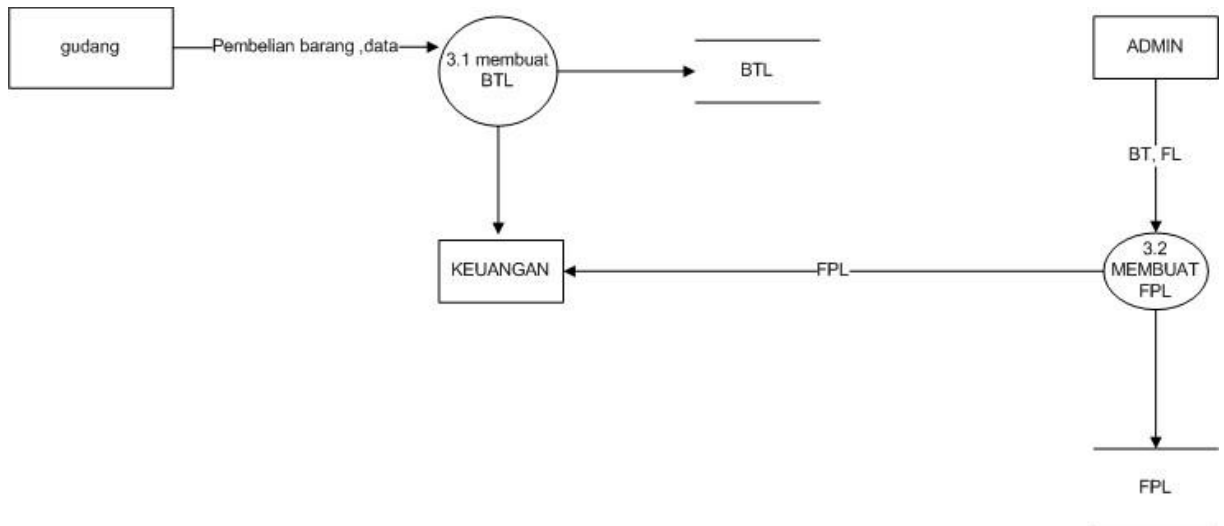 gudang
Pembelian barang ,data
3.1 membuat
BTL
BTL
ADMIN
BT, FL
KEUANGAN
FPL
3.2
MEMBUAT
FPL
FPL